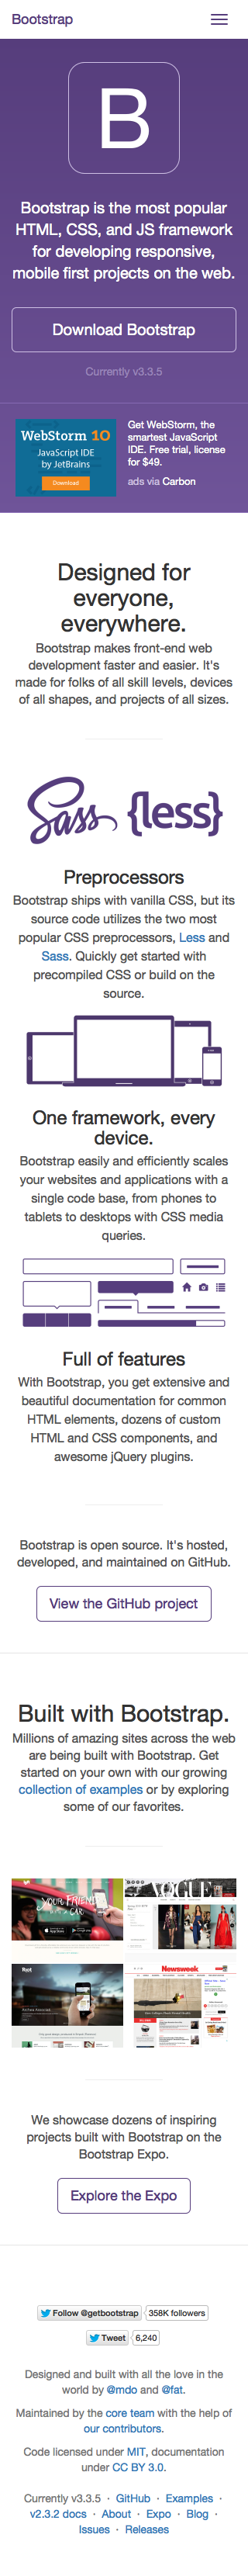 Bootstrap
B
Bootstrap is the most popular
HTML, CSS, and JS framework
for developing responsive,
mobile first projects on the web.
Download Bootstrap
Currently v3.3.5
WebStorm 10
JavaScript IDE
by JetBrains
Download
Get WebStorm, the
smartest JavaScript
IDE. Free trial, license
for $49.
ads via Carbon
Designed for
everyone,
everywhere.
Bootstrap makes front-end web
development faster and easier. It's
made for folks of all skill levels, devices
of all shapes, and projects of all sizes.
Sass {less}
Preprocessors
Bootstrap ships with vanilla CSS, but its
source code utilizes the two most
popular CSS preprocessors, Less and
Sass. Quickly get started with
precompiled CSS or build on the
source.
One framework, every
device.
Bootstrap easily and efficiently scales
your websites and applications with a
single code base, from phones to
tablets to desktops with CSS media
queries.
Full of features
With Bootstrap, you get extensive and
beautiful documentation for common
HTML elements, dozens of custom
HTML and CSS components, and
awesome jQuery plugins.
Bootstrap is open source. It's hosted,
developed, and maintained on GitHub.
View the GitHub project
Built with Bootstrap.
Millions of amazing sites across the web
are being built with Bootstrap. Get
started on your own with our growing
collection of examples or by exploring
some of our favorites.
YOUR FRIEND
CAR
VOGUE
Newsweek
We showcase dozens of inspiring
projects built with Bootstrap on the
Bootstrap Expo.
Explore the Expo
Follow @getbootstrap 358K followers
Tweet 6,240
Designed and built with all the love in the
world by @mdo and @fat.
Maintained by the core team with the help of
our contributors.
Code licensed under MIT, documentation
under CC BY 3.0.
Currently v3.3.5 · GitHub · Examples ·
v2.3.2 docs · About · Expo · Blog ·
Issues · Releases